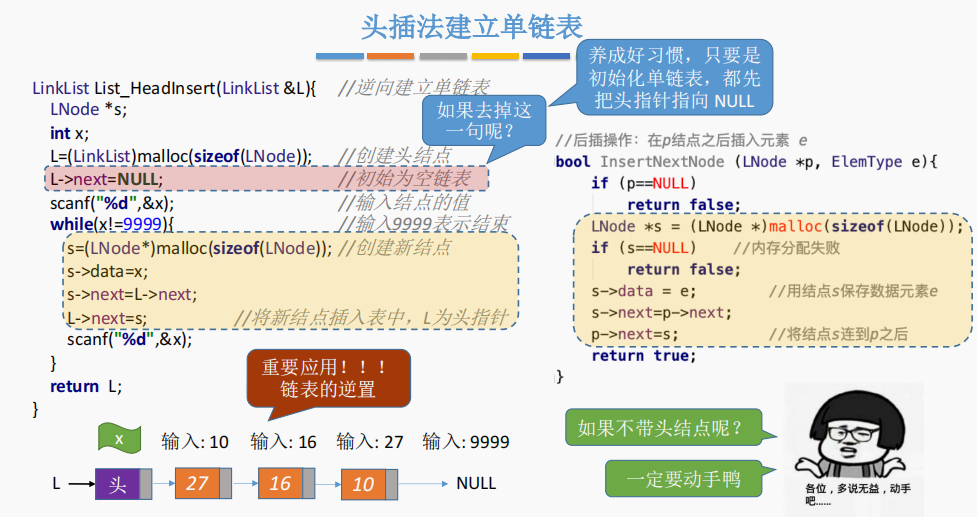 头插法建立单链表
养成好习惯，只要是
初始化单链表，都先
把头指针指向 NULL
LinkList List_HeadInsert(LinkList &L){ //逆向建立单链表
LNode *s;
int x;
L=(LinkList)malloc(sizeof(LNode)); //创建头结点
L->next=NULL; //初始为空链表
scanf("%d",&x); //输入结点的值
while(x!=9999){ //输入9999表示结束
s=(LNode*)malloc(sizeof(LNode)); //创建新结点
s->data=x;
s->next=L->next;
L->next=s; //将新结点插入表中，L为头指针
scanf("%d",&x);
}
return L;
}
如果去掉这
一句呢？
//后插操作：在p结点之后插入元素 e
bool InsertNextNode (LNode *p, ElemType e){
if (p==NULL)
return false;
LNode *s = (LNode *)malloc(sizeof(LNode));
if (s==NULL) //内存分配失败
return false;
s->data = e; //用结点s保存数据元素e
s->next=p->next;
p->next=s; //将结点s连到p之后
return true;
}
重要应用！！！
链表的逆置
x 输入: 10 输入: 16 输入: 27 输入: 9999
L 头 27 16 10 NULL
如果不带头结点呢？
一定要动手鸭
各位，多说无益，动手
吧……